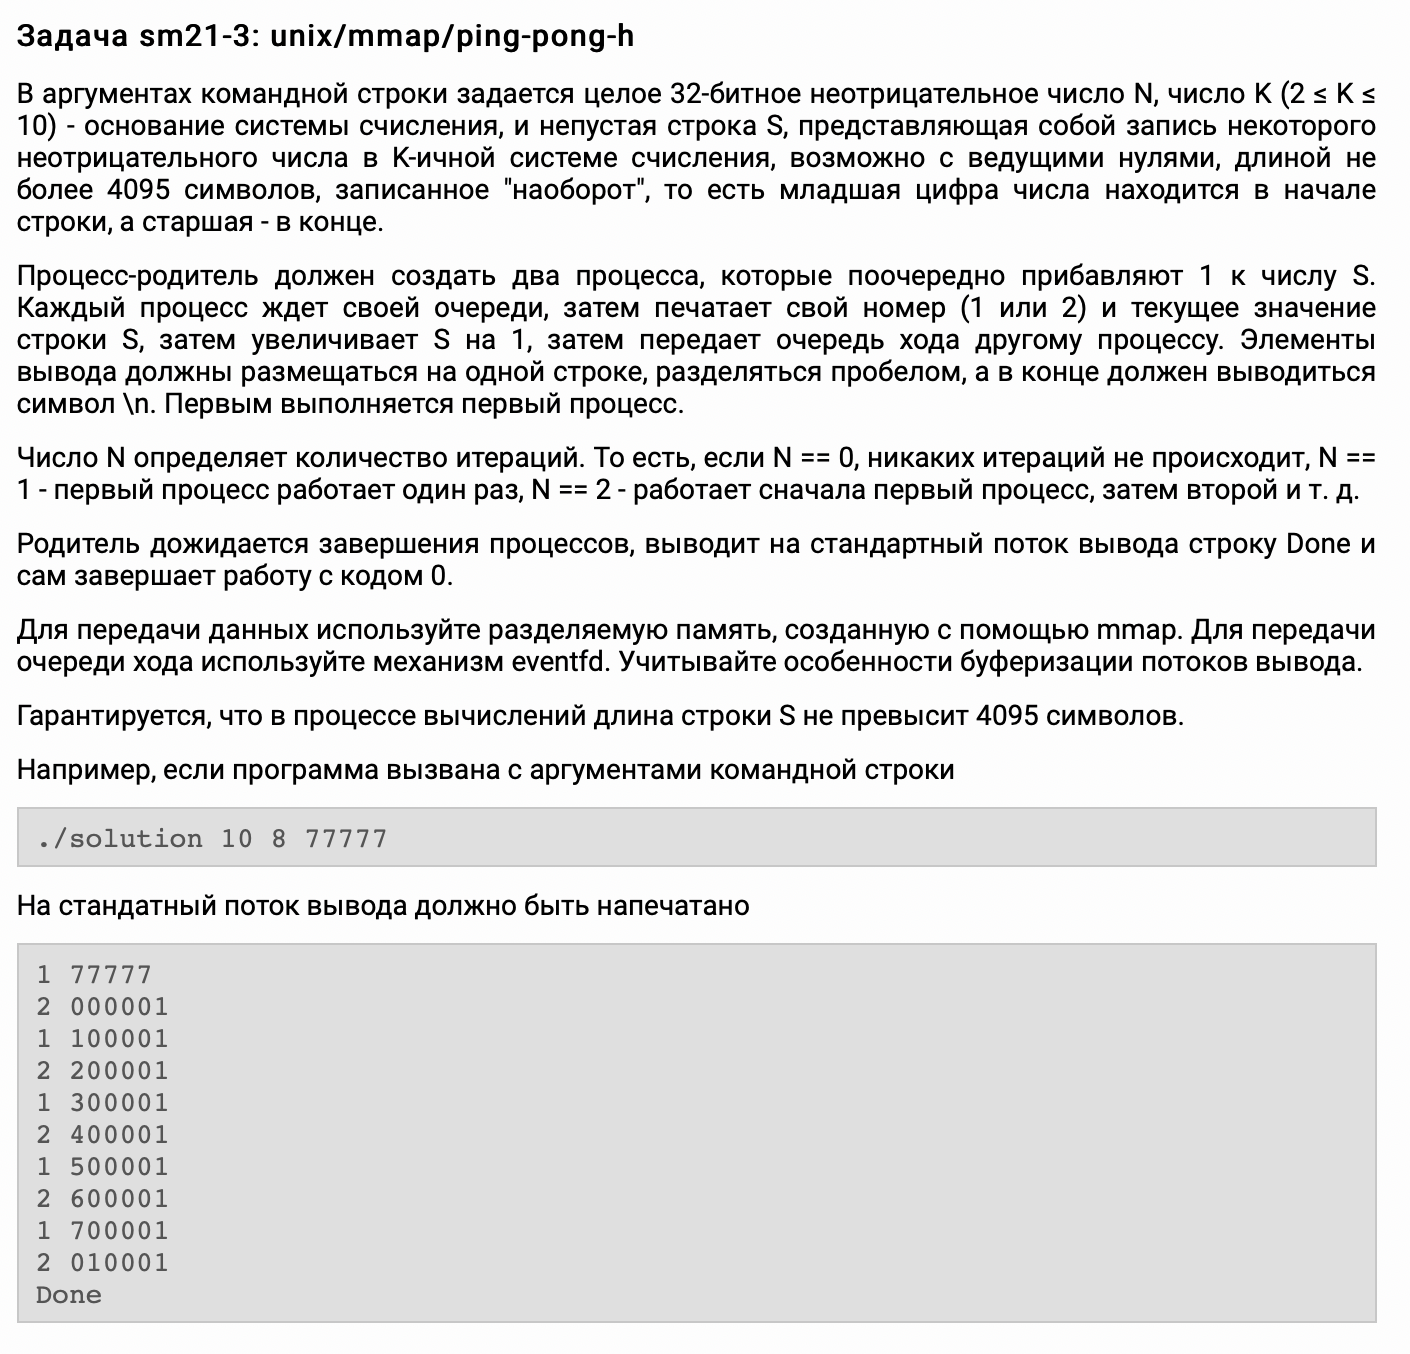 Задача sm21-3: unix/mmap/ping-pong-h
В аргументах командной строки задается целое 32-битное неотрицательное число N, число K (2 ≤ K ≤
10) - основание системы счисления, и непустая строка S, представляющая собой запись некоторого
неотрицательного числа в K-ичной системе счисления, возможно с ведущими нулями, длиной не
более 4095 символов, записанное "наоборот", то есть младшая цифра числа находится в начале
строки, а старшая - в конце.
Процесс-родитель должен создать два процесса, которые поочередно прибавляют 1 к числу S.
Каждый процесс ждет своей очереди, затем печатает свой номер (1 или 2) и текущее значение
строки S, затем увеличивает S на 1, затем передает очередь хода другому процессу. Элементы
вывода должны размещаться на одной строке, разделяться пробелом, а в конце должен выводиться
символ \n. Первым выполняется первый процесс.
Число N определяет количество итераций. То есть, если N == 0, никаких итераций не происходит, N ==
1 - первый процесс работает один раз, N == 2 - работает сначала первый процесс, затем второй и т. д.
Родитель дожидается завершения процессов, выводит на стандартный поток вывода строку Done и
сам завершает работу с кодом 0.
Для передачи данных используйте разделяемую память, созданную с помощью mmap. Для передачи
очереди хода используйте механизм eventfd. Учитывайте особенности буферизации потоков вывода.
Гарантируется, что в процессе вычислений длина строки S не превысит 4095 символов.
Например, если программа вызвана с аргументами командной строки
./solution 10 8 77777
На стандатный поток вывода должно быть напечатано
1 77777
2 000001
1 100001
2 200001
1 300001
2 400001
1 500001
2 600001
1 700001
2 010001
Done